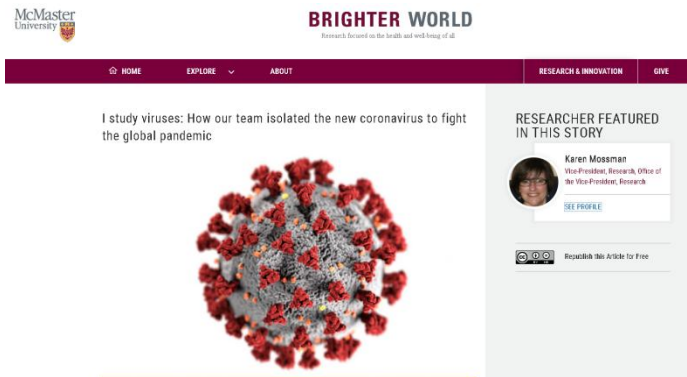 McMaster
University
BRIGHTER WORLD
Research focused on the health and well-being of all
HOME EXPLORE ABOUT RESEARCH & INNOVATION GIVE
I study viruses: How our team isolated the new coronavirus to fight
the global pandemic
RESEARCHER FEATURED
IN THIS STORY
Karen Mossman
Vice-President, Research, Office of
the Vice-President, Research
SEE PROFILE
Republish this Article for Free